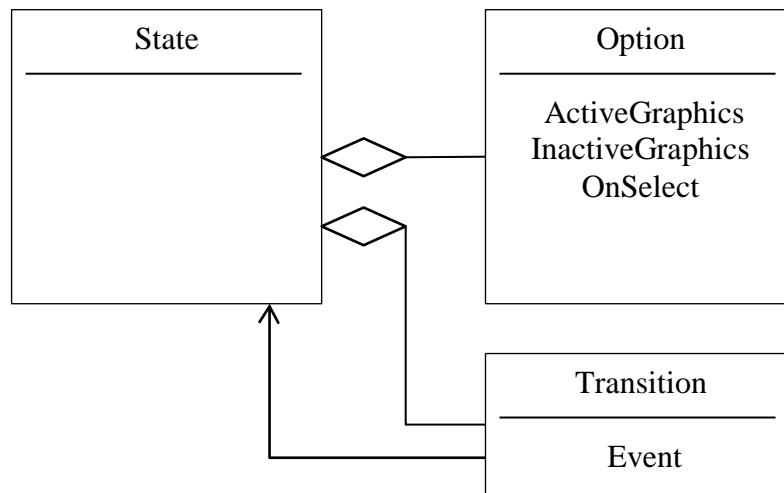 State
Option
ActiveGraphics
InactiveGraphics
OnSelect
Transition
Event